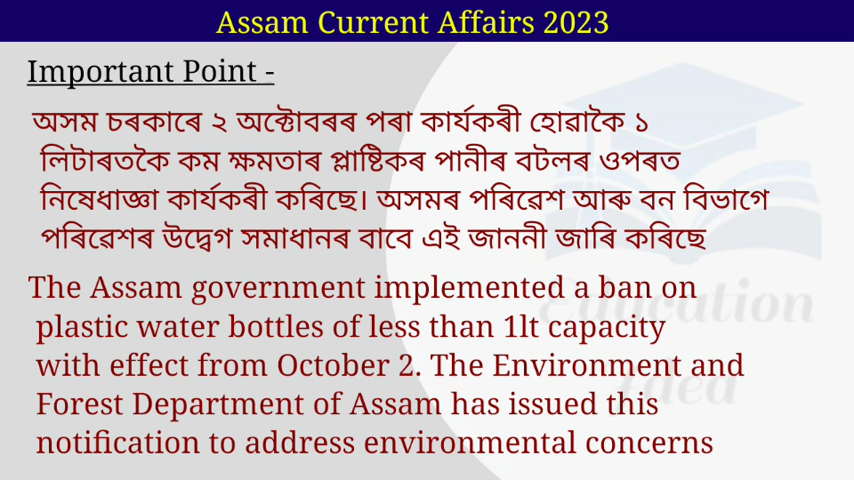 Assam Current Affairs 2023
Important Point -
অসম চৰকাৰে ২ অক্টোবৰৰ পৰা কাৰ্যকৰী হোৱাকৈ ১
লিটাৰতকৈ কম ক্ষমতাৰ প্লাষ্টিকৰ পানীৰ বটলৰ ওপৰত
নিষেধাজ্ঞা কাৰ্যকৰী কৰিছে। অসমৰ পৰিৱেশ আৰু বন বিভাগে
পৰিৱেশৰ উদ্বেগ সমাধানৰ বাবে এই জাননী জাৰি কৰিছে
The Assam government implemented a ban on
plastic water bottles of less than 1lt capacity
with effect from October 2. The Environment and
Forest Department of Assam has issued this
notification to address environmental concerns
Education
Idea